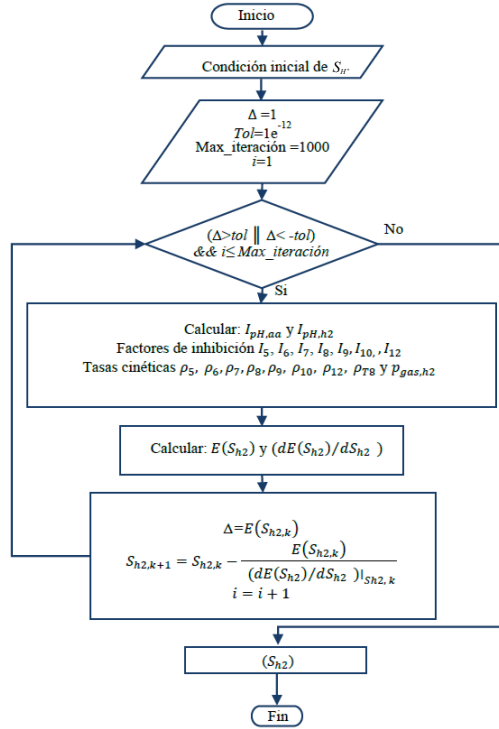 Inicio
Condición inicial de S_H⁺
Δ =1
Tol=1e⁻¹²
Max_iteración =1000
i=1
(Δ>tol ‖ Δ< -tol)
&& i≤ Max_iteración
No
Si
Calcular: I_pH,aa y I_pH,h2
Factores de inhibición I_5, I_6, I_7, I_8, I_9, I_10, , I_12
Tasas cinéticas ρ_5, ρ_6, ρ_7, ρ_8, ρ_9, ρ_10, ρ_12, ρ_T8 y p_gas,h2
Calcular: E(S_h2) y (dE(S_h2)/dS_h2 )
Δ=E(S_h2,k)
S_h2,k+1 = S_h2,k − E(S_h2,k) / (dE(S_h2)/dS_h2 )|_Sh2, k
i = i + 1
(S_h2)
Fin